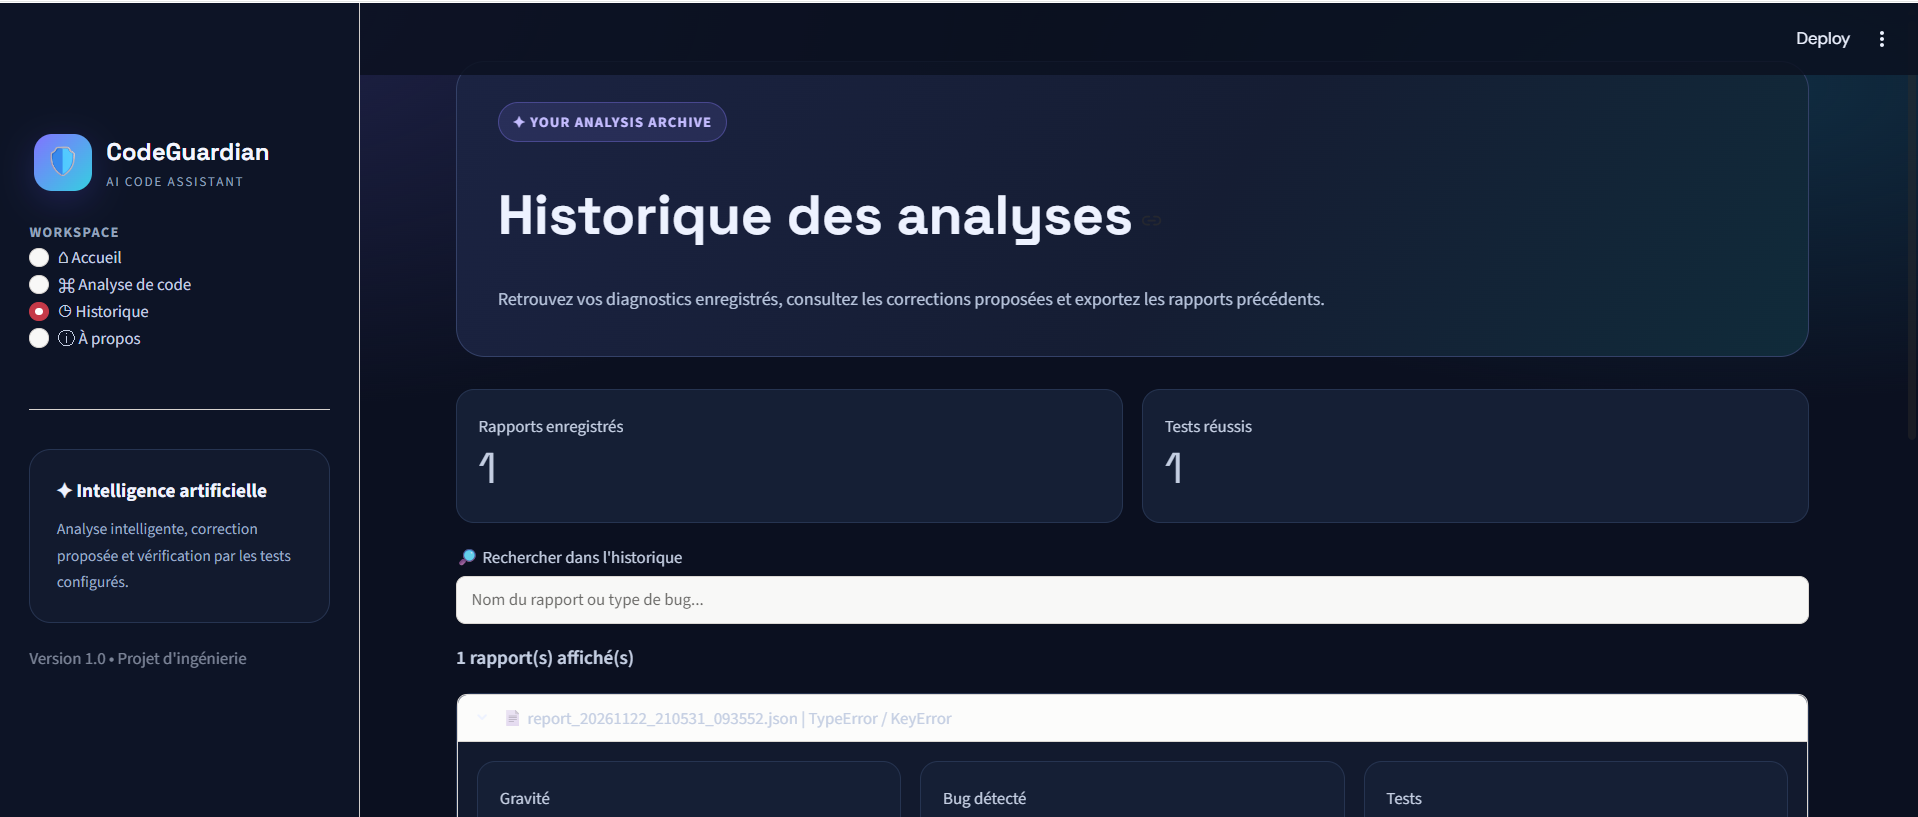 Deploy
CodeGuardian
AI CODE ASSISTANT
WORKSPACE
Accueil
Analyse de code
Historique
À propos
✦ Intelligence artificielle
Analyse intelligente, correction
proposée et vérification par les tests
configurés.
Version 1.0 • Projet d'ingénierie
✦ YOUR ANALYSIS ARCHIVE
Historique des analyses
Retrouvez vos diagnostics enregistrés, consultez les corrections proposées et exportez les rapports précédents.
Rapports enregistrés
1
Tests réussis
1
Rechercher dans l'historique
Nom du rapport ou type de bug...
1 rapport(s) affiché(s)
report_20261122_210531_093552.json | TypeError / KeyError
Gravité
Bug détecté
Tests